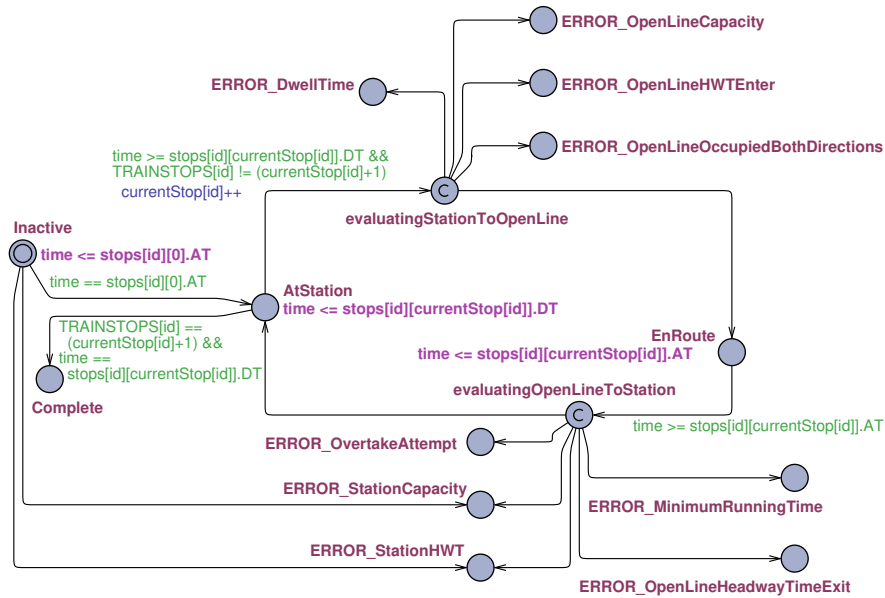 ERROR_OpenLineCapacity
ERROR_DwellTime
ERROR_OpenLineHWTEnter
ERROR_OpenLineOccupiedBothDirections
time >= stops[id][currentStop[id]].DT &&
TRAINSTOPS[id] != (currentStop[id]+1)
currentStop[id]++
C
evaluatingStationToOpenLine
Inactive
time <= stops[id][0].AT
time == stops[id][0].AT
AtStation
time <= stops[id][currentStop[id]].DT
TRAINSTOPS[id] ==
(currentStop[id]+1) &&
time ==
stops[id][currentStop[id]].DT
Complete
EnRoute
time <= stops[id][currentStop[id]].AT
evaluatingOpenLineToStation
C
time >= stops[id][currentStop[id]].AT
ERROR_OvertakeAttempt
ERROR_StationCapacity
ERROR_MinimumRunningTime
ERROR_StationHWT
ERROR_OpenLineHeadwayTimeExit